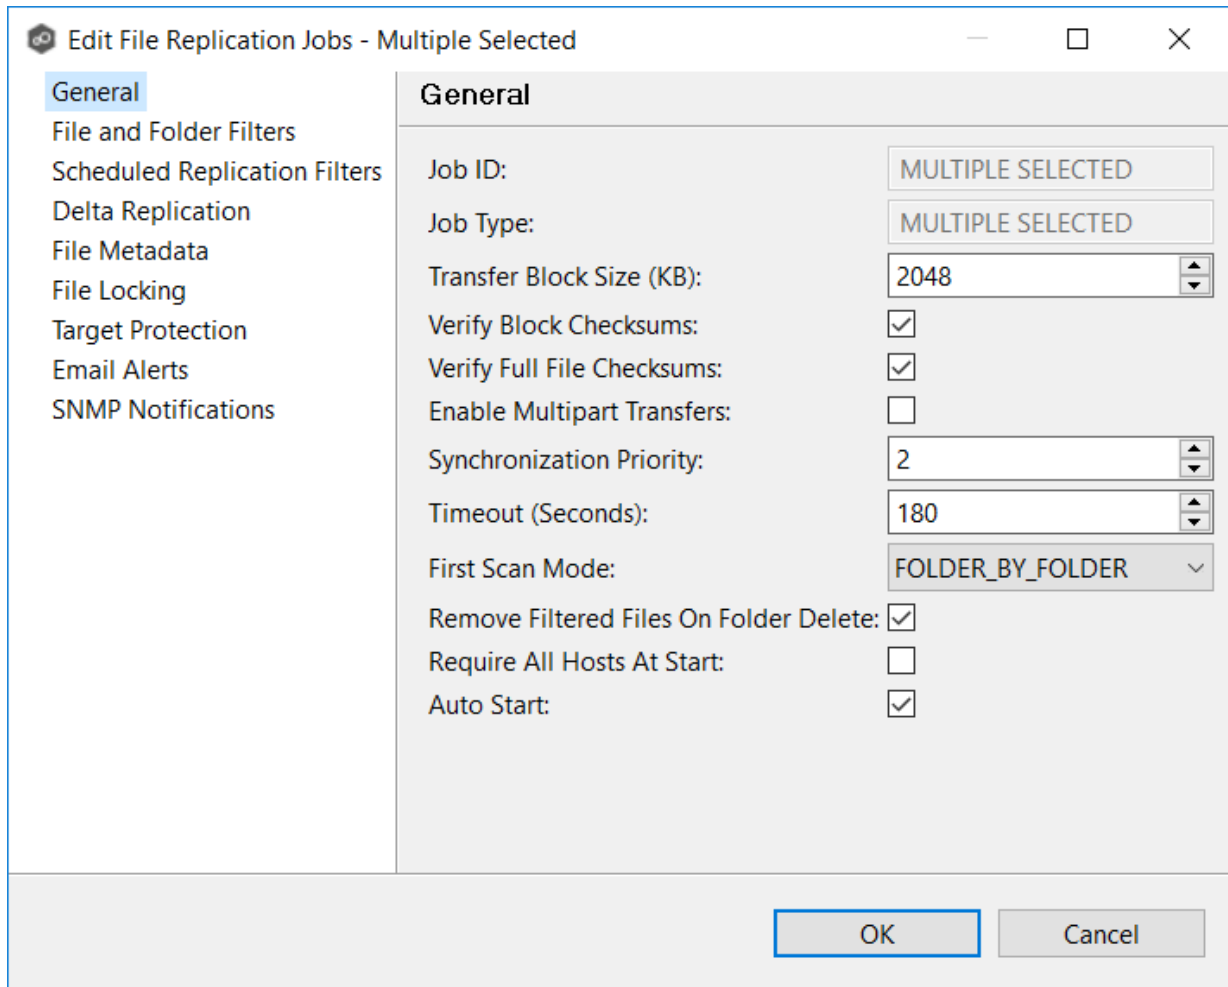 Edit File Replication Jobs - Multiple Selected
General
File and Folder Filters
Scheduled Replication Filters
Delta Replication
File Metadata
File Locking
Target Protection
Email Alerts
SNMP Notifications
General
Job ID: MULTIPLE SELECTED
Job Type: MULTIPLE SELECTED
Transfer Block Size (KB): 2048
Verify Block Checksums:
Verify Full File Checksums:
Enable Multipart Transfers:
Synchronization Priority: 2
Timeout (Seconds): 180
First Scan Mode: FOLDER_BY_FOLDER
Remove Filtered Files On Folder Delete:
Require All Hosts At Start:
Auto Start:
OK Cancel